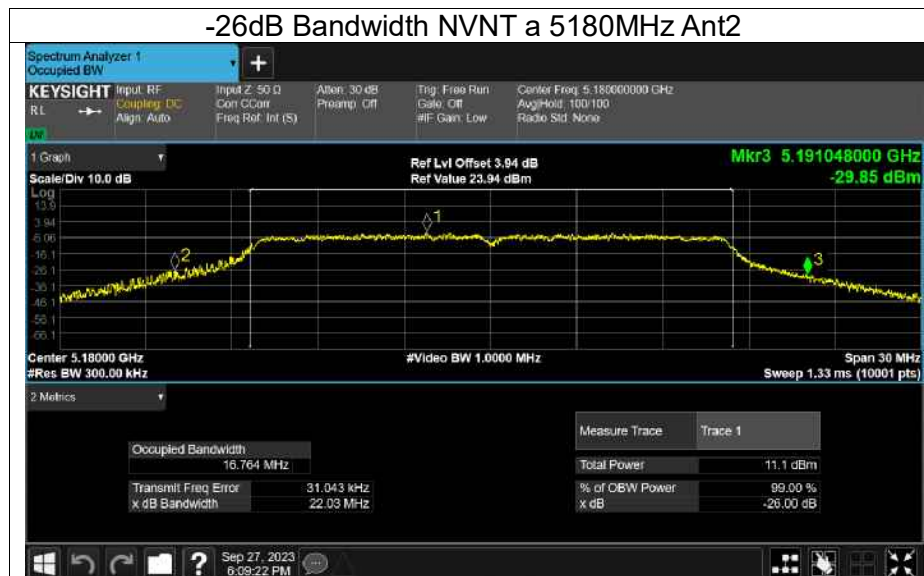 -26dB Bandwidth NVNT a 5180MHz Ant2
Spectrum Analyzer 1
Occupied BW
+
KEYSIGHT Input: RF Input Z: 50 Ω Atten: 30 dB Trig: Free Run Center Freq: 5.180000000 GHz
RL Coupling: DC Corr CCorr Preamp: Off Gate: Off Avg|Hold: 100/100
Align: Auto Freq Ref: Int (S) #IF Gain: Low Radio Std: None
1 Graph Ref Lvl Offset 3.94 dB Mkr3 5.191048000 GHz
Scale/Div 10.0 dB Ref Value 23.94 dBm -29.85 dBm
Log
13.9
3.94 1
-6.06
-16.1 2 3
-26.1
-36.1
-46.1
-56.1
-66.1
Center 5.18000 GHz #Video BW 1.0000 MHz Span 30 MHz
#Res BW 300.00 kHz Sweep 1.33 ms (10001 pts)
2 Metrics
Measure Trace Trace 1
Occupied Bandwidth
16.764 MHz Total Power 11.1 dBm
Transmit Freq Error 31.043 kHz % of OBW Power 99.00 %
x dB Bandwidth 22.03 MHz x dB -26.00 dB
? Sep 27, 2023
6:09:22 PM